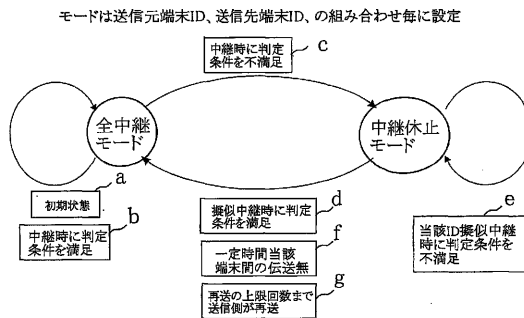 モードは送信元端末ID、送信先端末ID、の組み合わせ毎に設定
c
中継時に判定
条件を不満足
全中継
モード
中継休止
モード
a
初期状態
b
中継時に判定
条件を満足
d
擬似中継時に判定
条件を満足
f
一定時間当該
端末間の伝送無
g
再送の上限回数まで
送信側が再送
e
当該ID擬似中継
時に判定条件を
不満足